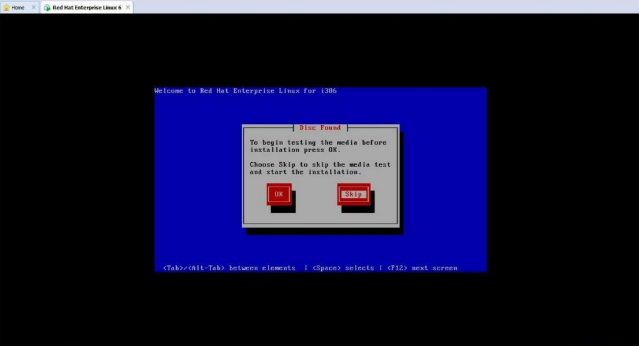 Home
Red Hat Enterprise Linux 6
Welcome to Red Hat Enterprise Linux for i386
Disc Found
To begin testing the media before
installation press OK.
Choose Skip to skip the media test
and start the installation.
OK Skip
<Tab>/<Alt-Tab> between elements | <Space> selects | <F12> next screen